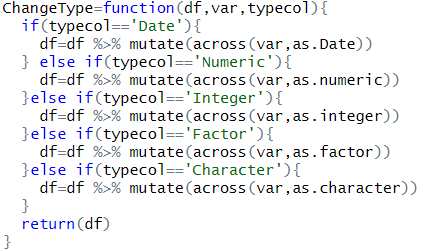 ChangeType=function(df,var,typecol){
  if(typecol=='Date'){
    df=df %>% mutate(across(var,as.Date))
  } else if(typecol=='Numeric'){
    df=df %>% mutate(across(var,as.numeric))
  }else if(typecol=='Integer'){
    df=df %>% mutate(across(var,as.integer))
  }else if(typecol=='Factor'){
    df=df %>% mutate(across(var,as.factor))
  }else if(typecol=='Character'){
    df=df %>% mutate(across(var,as.character))
  }
  return(df)
}